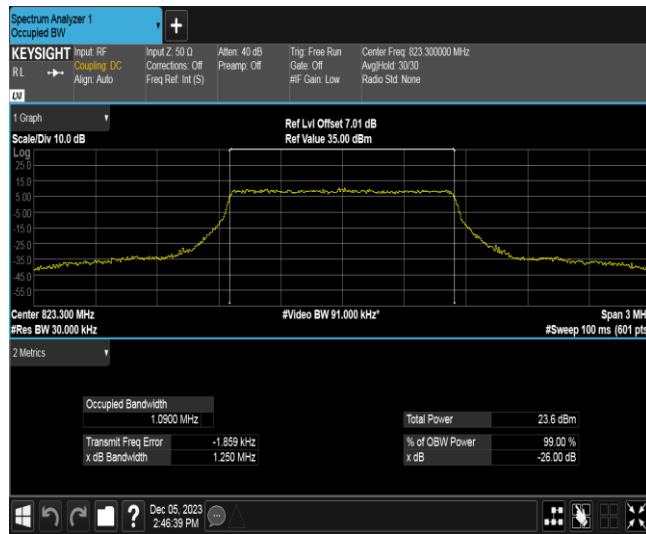 Spectrum Analyzer 1
Occupied BW
+
KEYSIGHT
RL
LXI
Input: RF
Coupling: DC
Align: Auto
Input Z: 50 Ω
Corrections: Off
Freq Ref: Int (S)
Atten: 40 dB
Preamp: Off
Trig: Free Run
Gate: Off
#IF Gain: Low
Center Freq: 823.300000 MHz
Avg|Hold: 30/30
Radio Std: None
1 Graph
Scale/Div 10.0 dB
Ref Lvl Offset 7.01 dB
Ref Value 35.00 dBm
Log
25.0
15.0
5.00
-5.00
-15.0
-25.0
-35.0
-45.0
-55.0
Center 823.300 MHz
#Res BW 30.000 kHz
#Video BW 91.000 kHz*
Span 3 MH
#Sweep 100 ms (601 pts
2 Metrics
Occupied Bandwidth
1.0900 MHz
Transmit Freq Error -1.859 kHz
x dB Bandwidth 1.250 MHz
Total Power 23.6 dBm
% of OBW Power 99.00 %
x dB -26.00 dB
?
Dec 05, 2023
2:46:39 PM